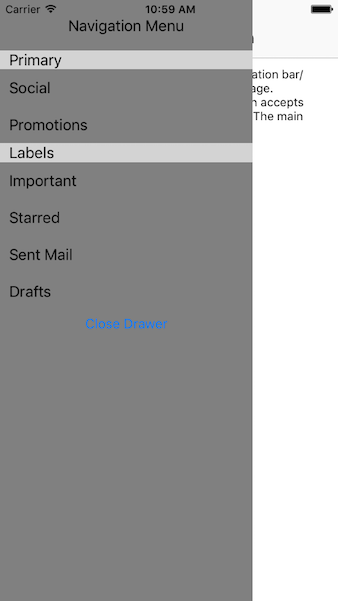 Carrier 10:59 AM
Navigation Menu
Primary
ation bar/
Social
age.
n accepts
The main
Promotions
Labels
Important
Starred
Sent Mail
Drafts
Close Drawer